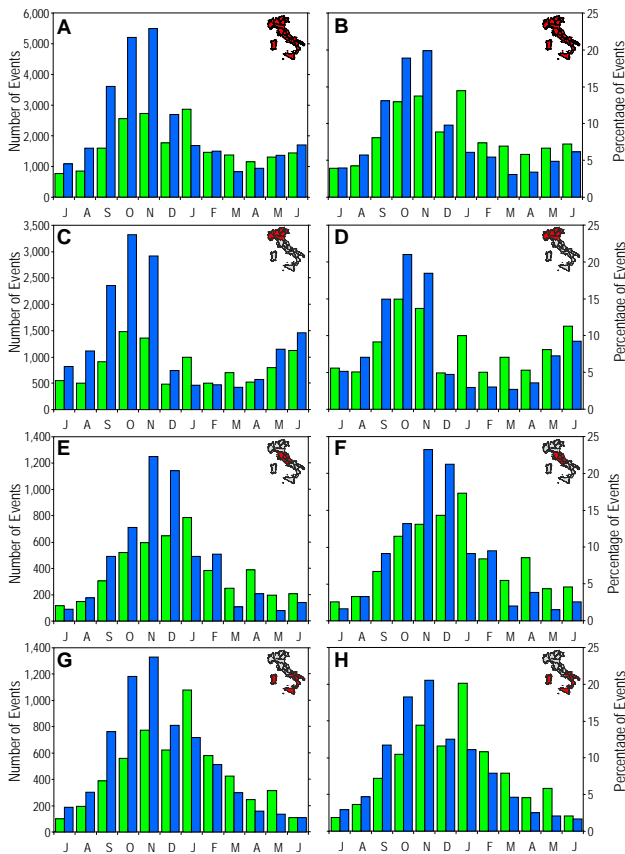 A
B
Number of Events
6,000
5,000
4,000
3,000
2,000
1,000
0
J A S O N D J F M A M J
25
20
15
10
5
0
Percentage of Events
J A S O N D J F M A M J
C
D
Number of Events
3,500
3,000
2,500
2,000
1,500
1,000
500
0
J A S O N D J F M A M J
25
20
15
10
5
0
Percentage of Events
J A S O N D J F M A M J
E
F
Number of Events
1,400
1,200
1,000
800
600
400
200
0
J A S O N D J F M A M J
25
20
15
10
5
0
Percentage of Events
J A S O N D J F M A M J
G
H
Number of Events
1,400
1,200
1,000
800
600
400
200
0
J A S O N D J F M A M J
25
20
15
10
5
0
Percentage of Events
J A S O N D J F M A M J